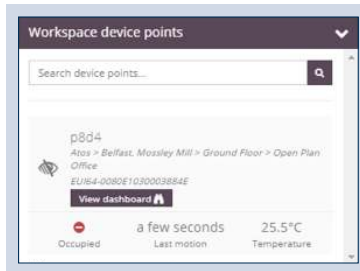 Workspace device points
Search device points...
p8d4
Atos > Belfast, Mossley Mill > Ground Floor > Open Plan
Office
EUI64-0080E1030003884E
View dashboard
a few seconds
25.5°C
Occupied
Last motion
Temperature